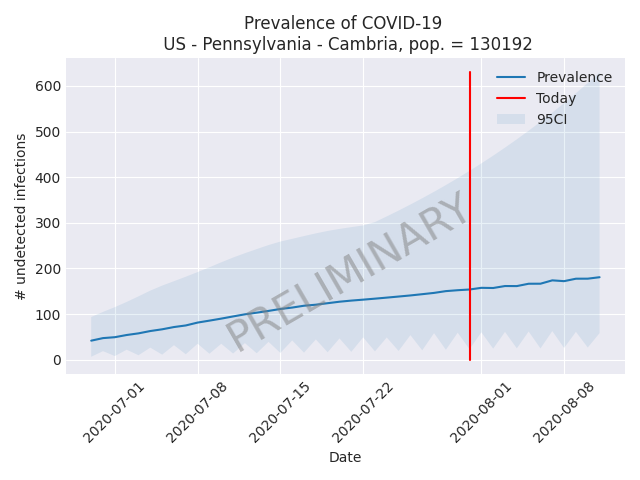 Prevalence of COVID-19
US - Pennsylvania - Cambria, pop. = 130192
600
500
400
300
200
100
0
# undetected infections
Prevalence
Today
95CI
PRELIMINARY
2020-07-01
2020-07-08
2020-07-15
2020-07-22
2020-08-01
2020-08-08
Date